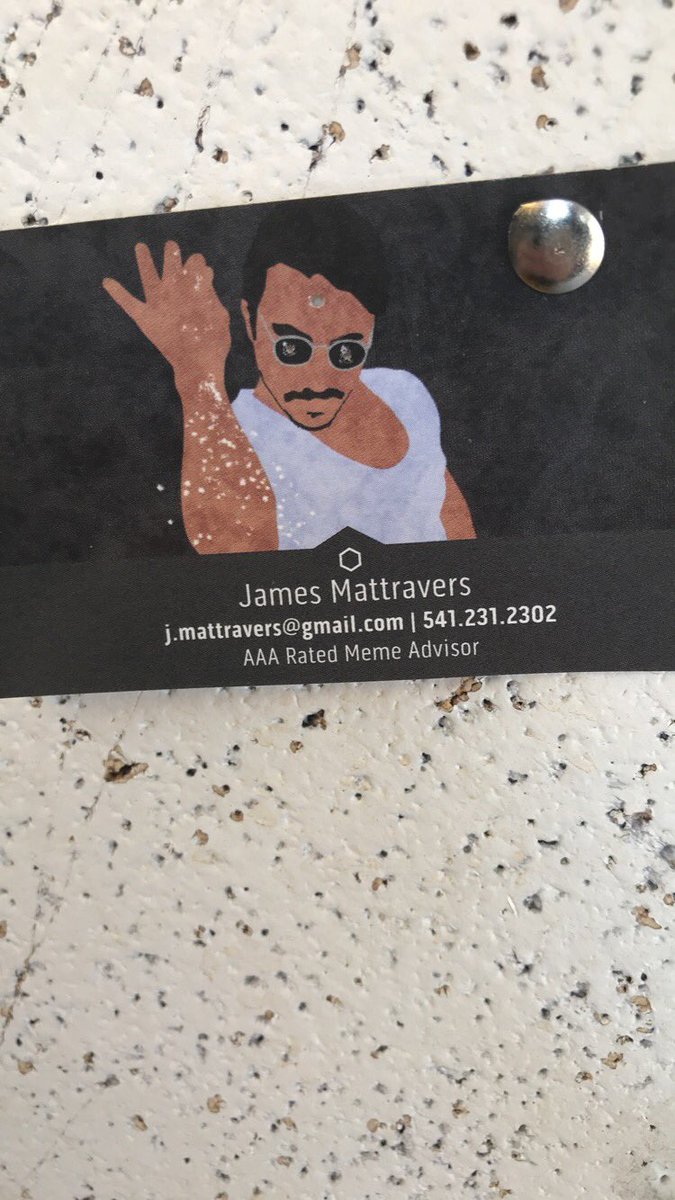 James Mattravers
j.mattravers@gmail.com | 541.231.2302
AAA Rated Meme Advisor